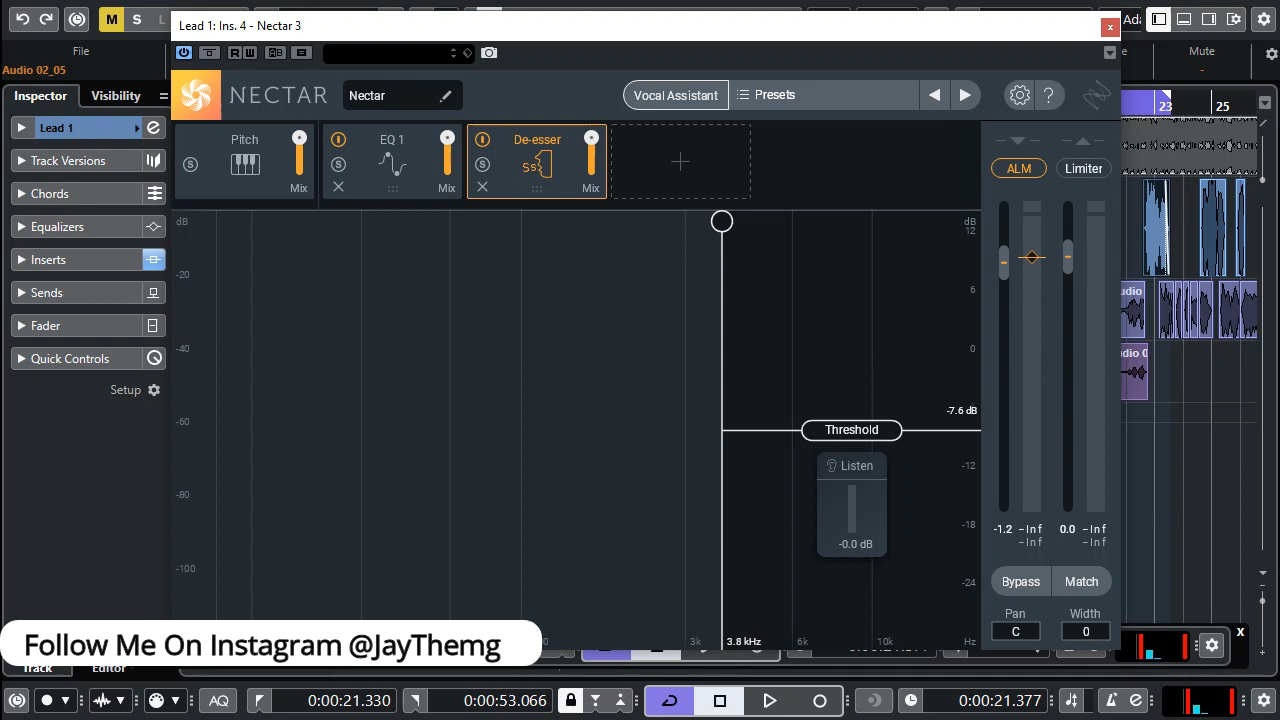 Lead 1: Ins. 4 - Nectar 3
x
M
S
L
File
Mute
Audio 02_05
NECTAR
Nectar
Vocal Assistant
Presets
?
Inspector
Visibility
23
25
Lead 1
Track Versions
Chords
Equalizers
Inserts
Sends
Fader
Quick Controls
Setup
Pitch
S
Mix
EQ 1
S
Mix
De-esser
S
Ss
Mix
ALM
Limiter
dB
-20
-40
-60
-80
-100
dB
12
6
0
-7.6 dB
-12
-18
-24
Hz
Threshold
Listen
-0.0 dB
3k
3.8 kHz
6k
10k
-1.2
-Inf
-Inf
0.0
-Inf
-Inf
Bypass
Match
Pan
Width
C
0
Follow Me On Instagram @JayThemg
X
AQ
0:00:21.330
0:00:53.066
0:00:21.377